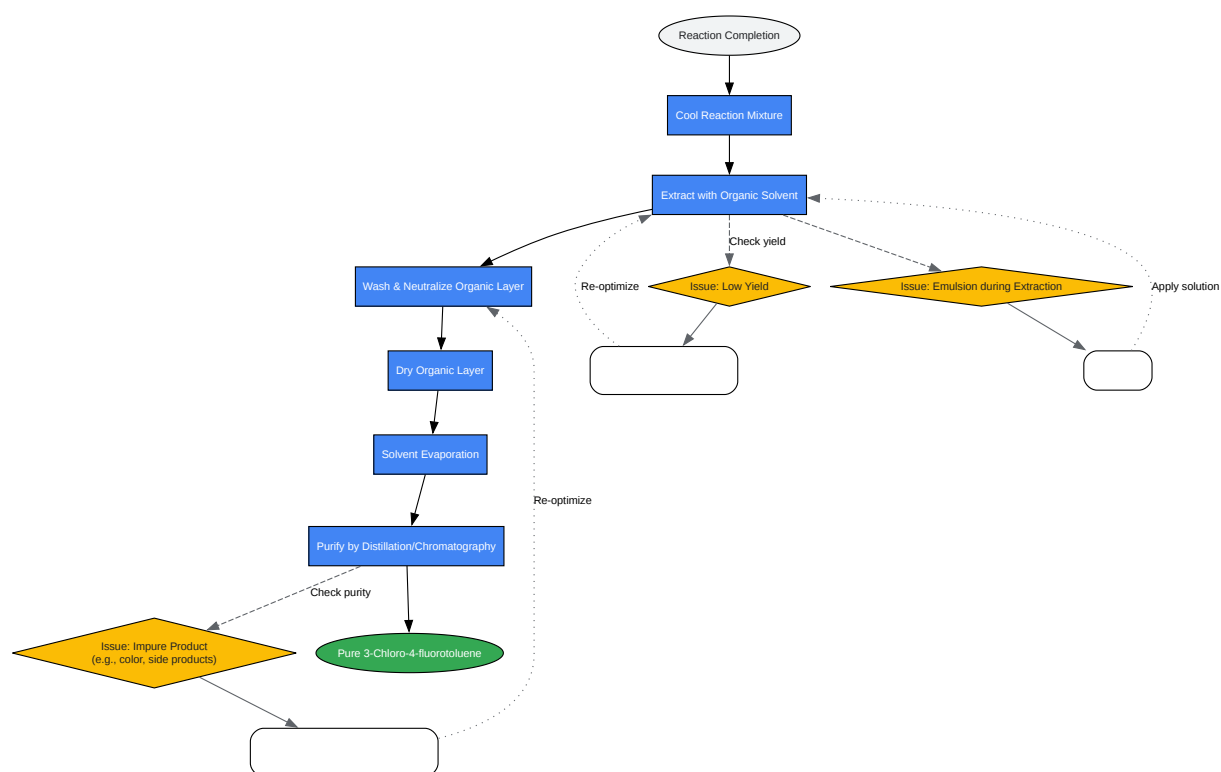 Reaction Completion
Cool Reaction Mixture
Extract with Organic Solvent
Check yield
Wash & Neutralize Organic Layer
Re-optimize
Issue: Low Yield
Issue: Emulsion during Extraction
Apply solution
Dry Organic Layer
Solvent Evaporation
Re-optimize
Purify by Distillation/Chromatography
Check purity
Issue: Impure Product
(e.g., color, side products)
Pure 3-Chloro-4-fluorotoluene